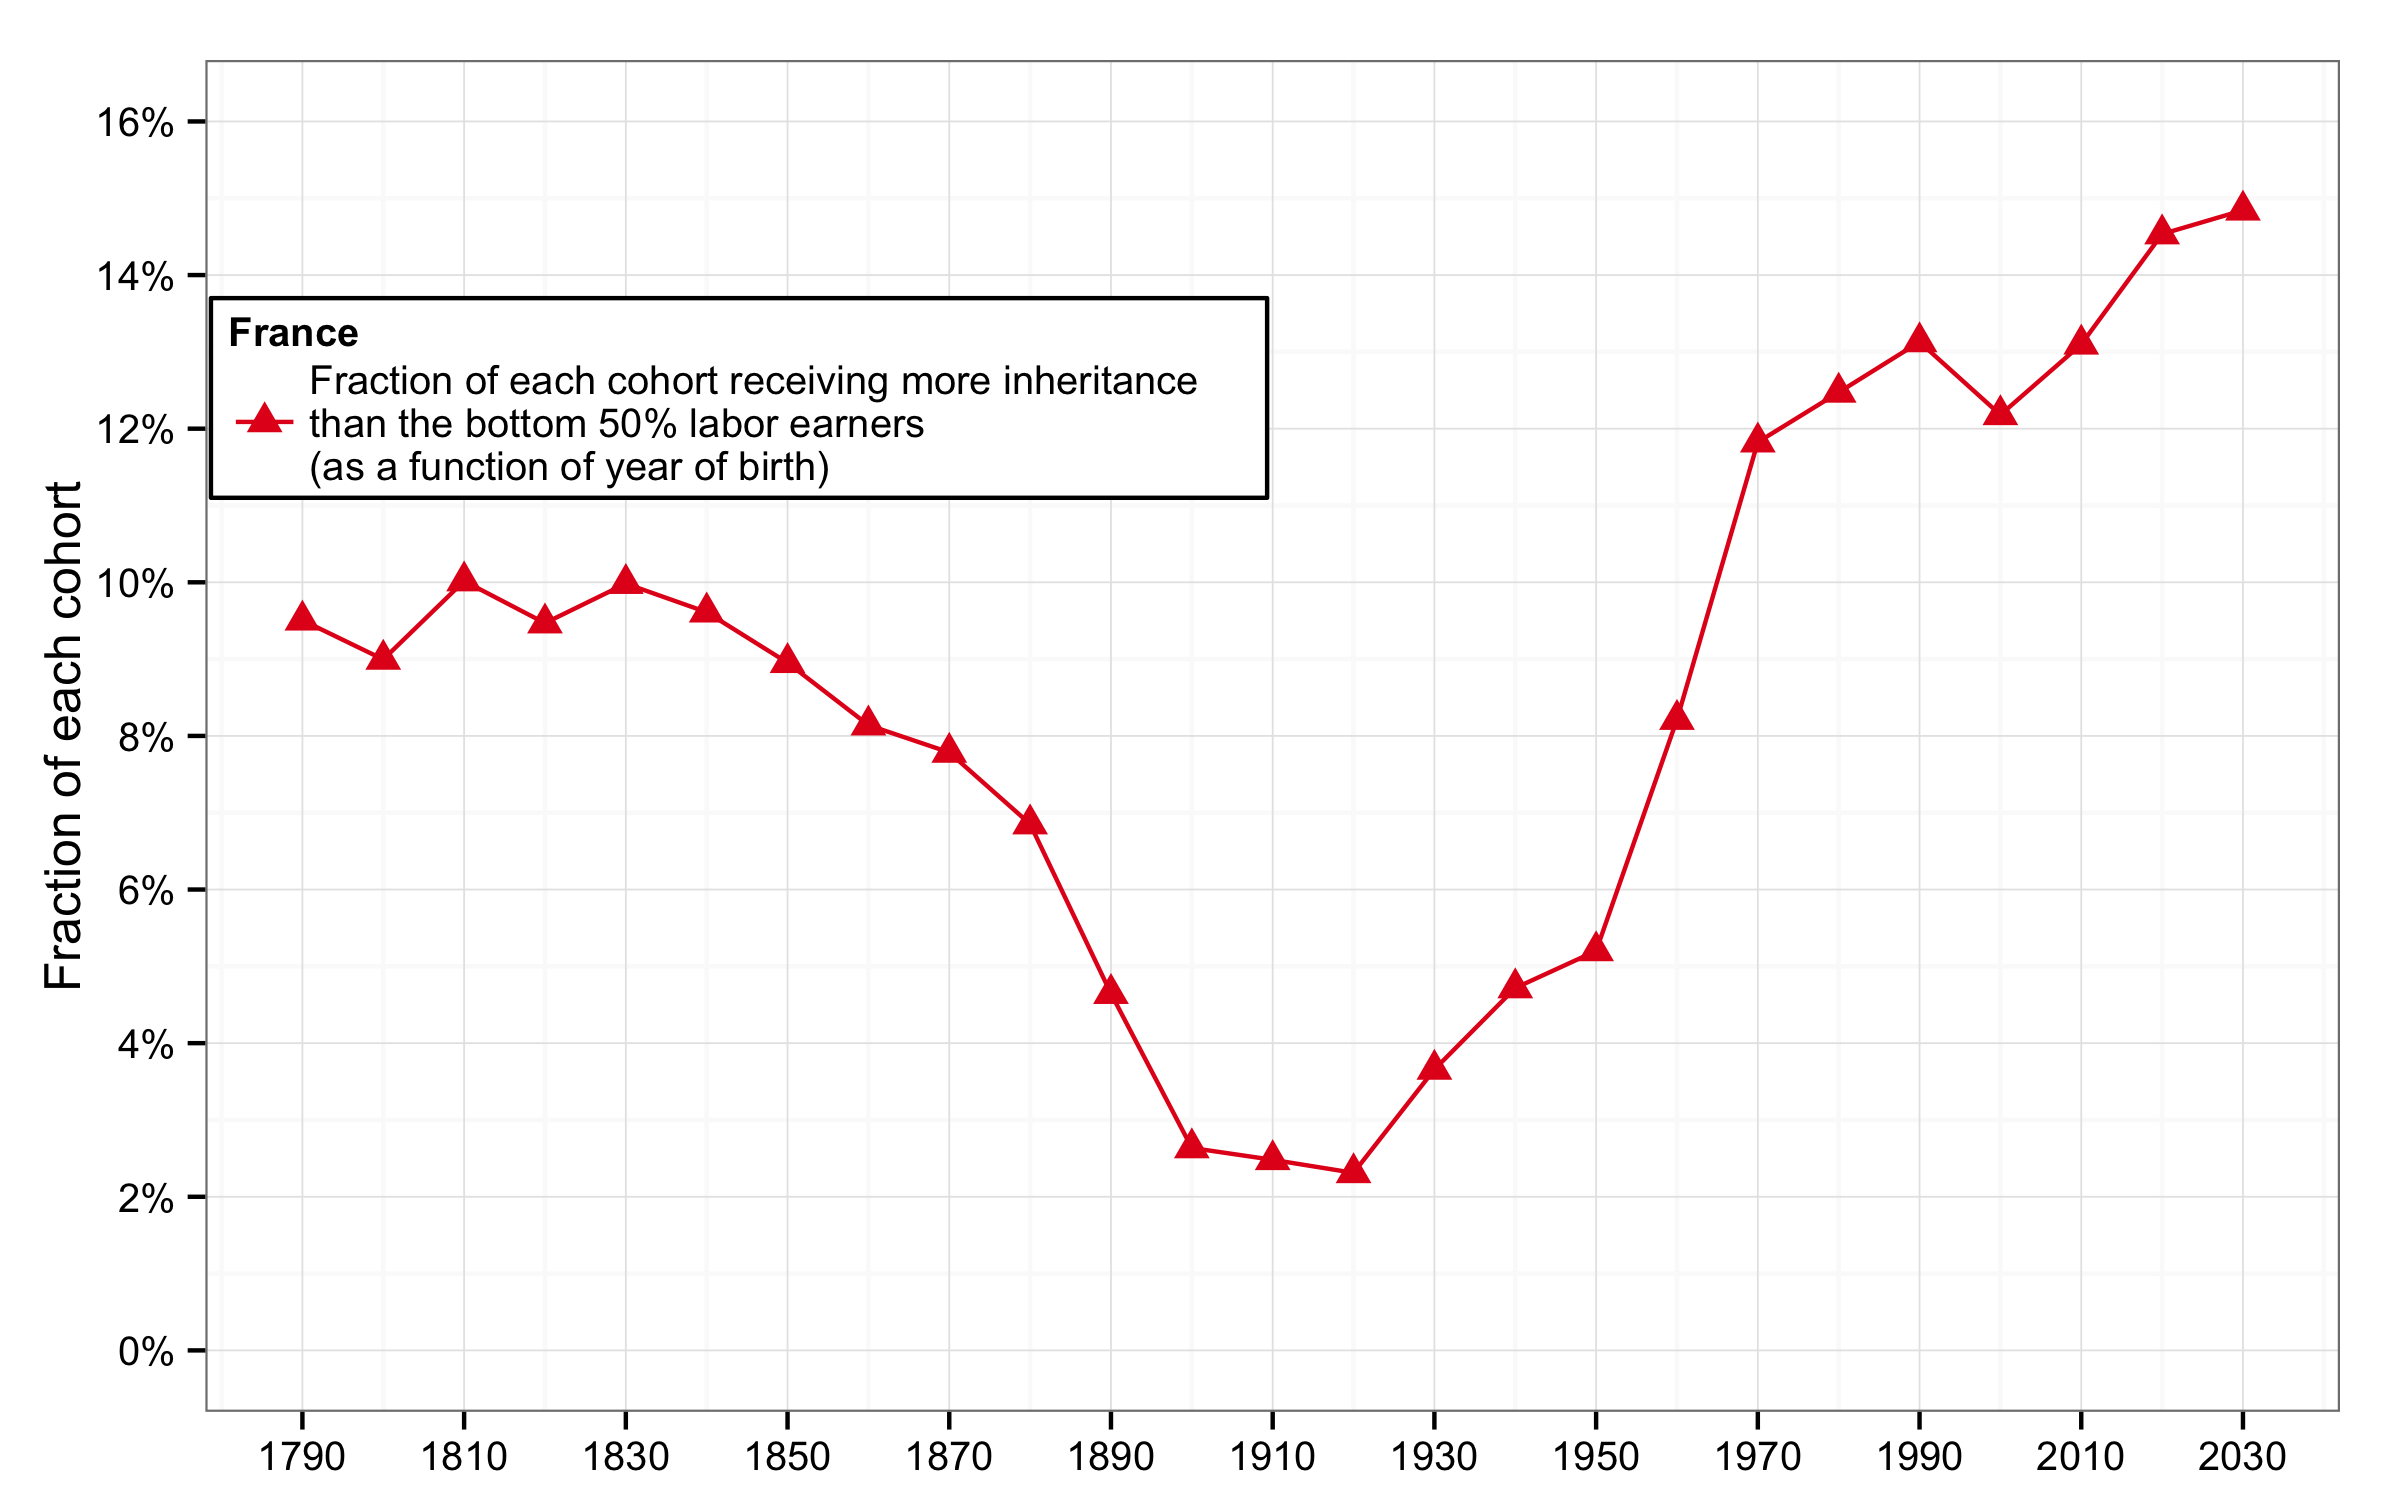 16%
14%
12%
10%
8%
6%
4%
2%
0%
Fraction of each cohort
France
Fraction of each cohort receiving more inheritance
than the bottom 50% labor earners
(as a function of year of birth)
1790 1810 1830 1850 1870 1890 1910 1930 1950 1970 1990 2010 2030